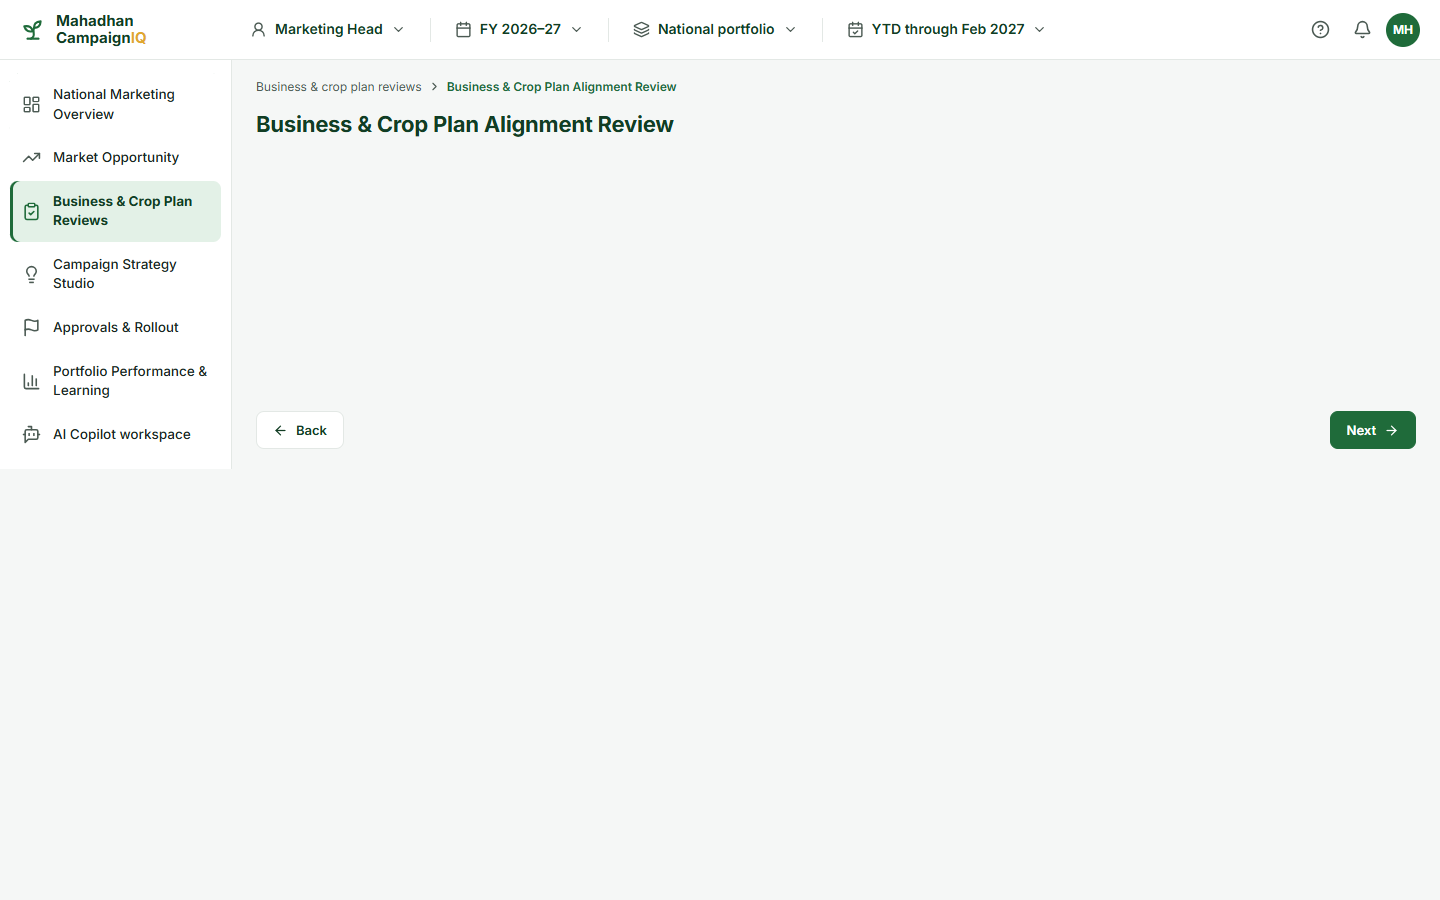 Mahadhan
CampaignIQ
Marketing Head
FY 2026–27
National portfolio
YTD through Feb 2027
MH
National Marketing
Overview
Market Opportunity
Business & Crop Plan
Reviews
Campaign Strategy
Studio
Approvals & Rollout
Portfolio Performance &
Learning
AI Copilot workspace
Business & crop plan reviews > Business & Crop Plan Alignment Review
Business & Crop Plan Alignment Review
Back
Next